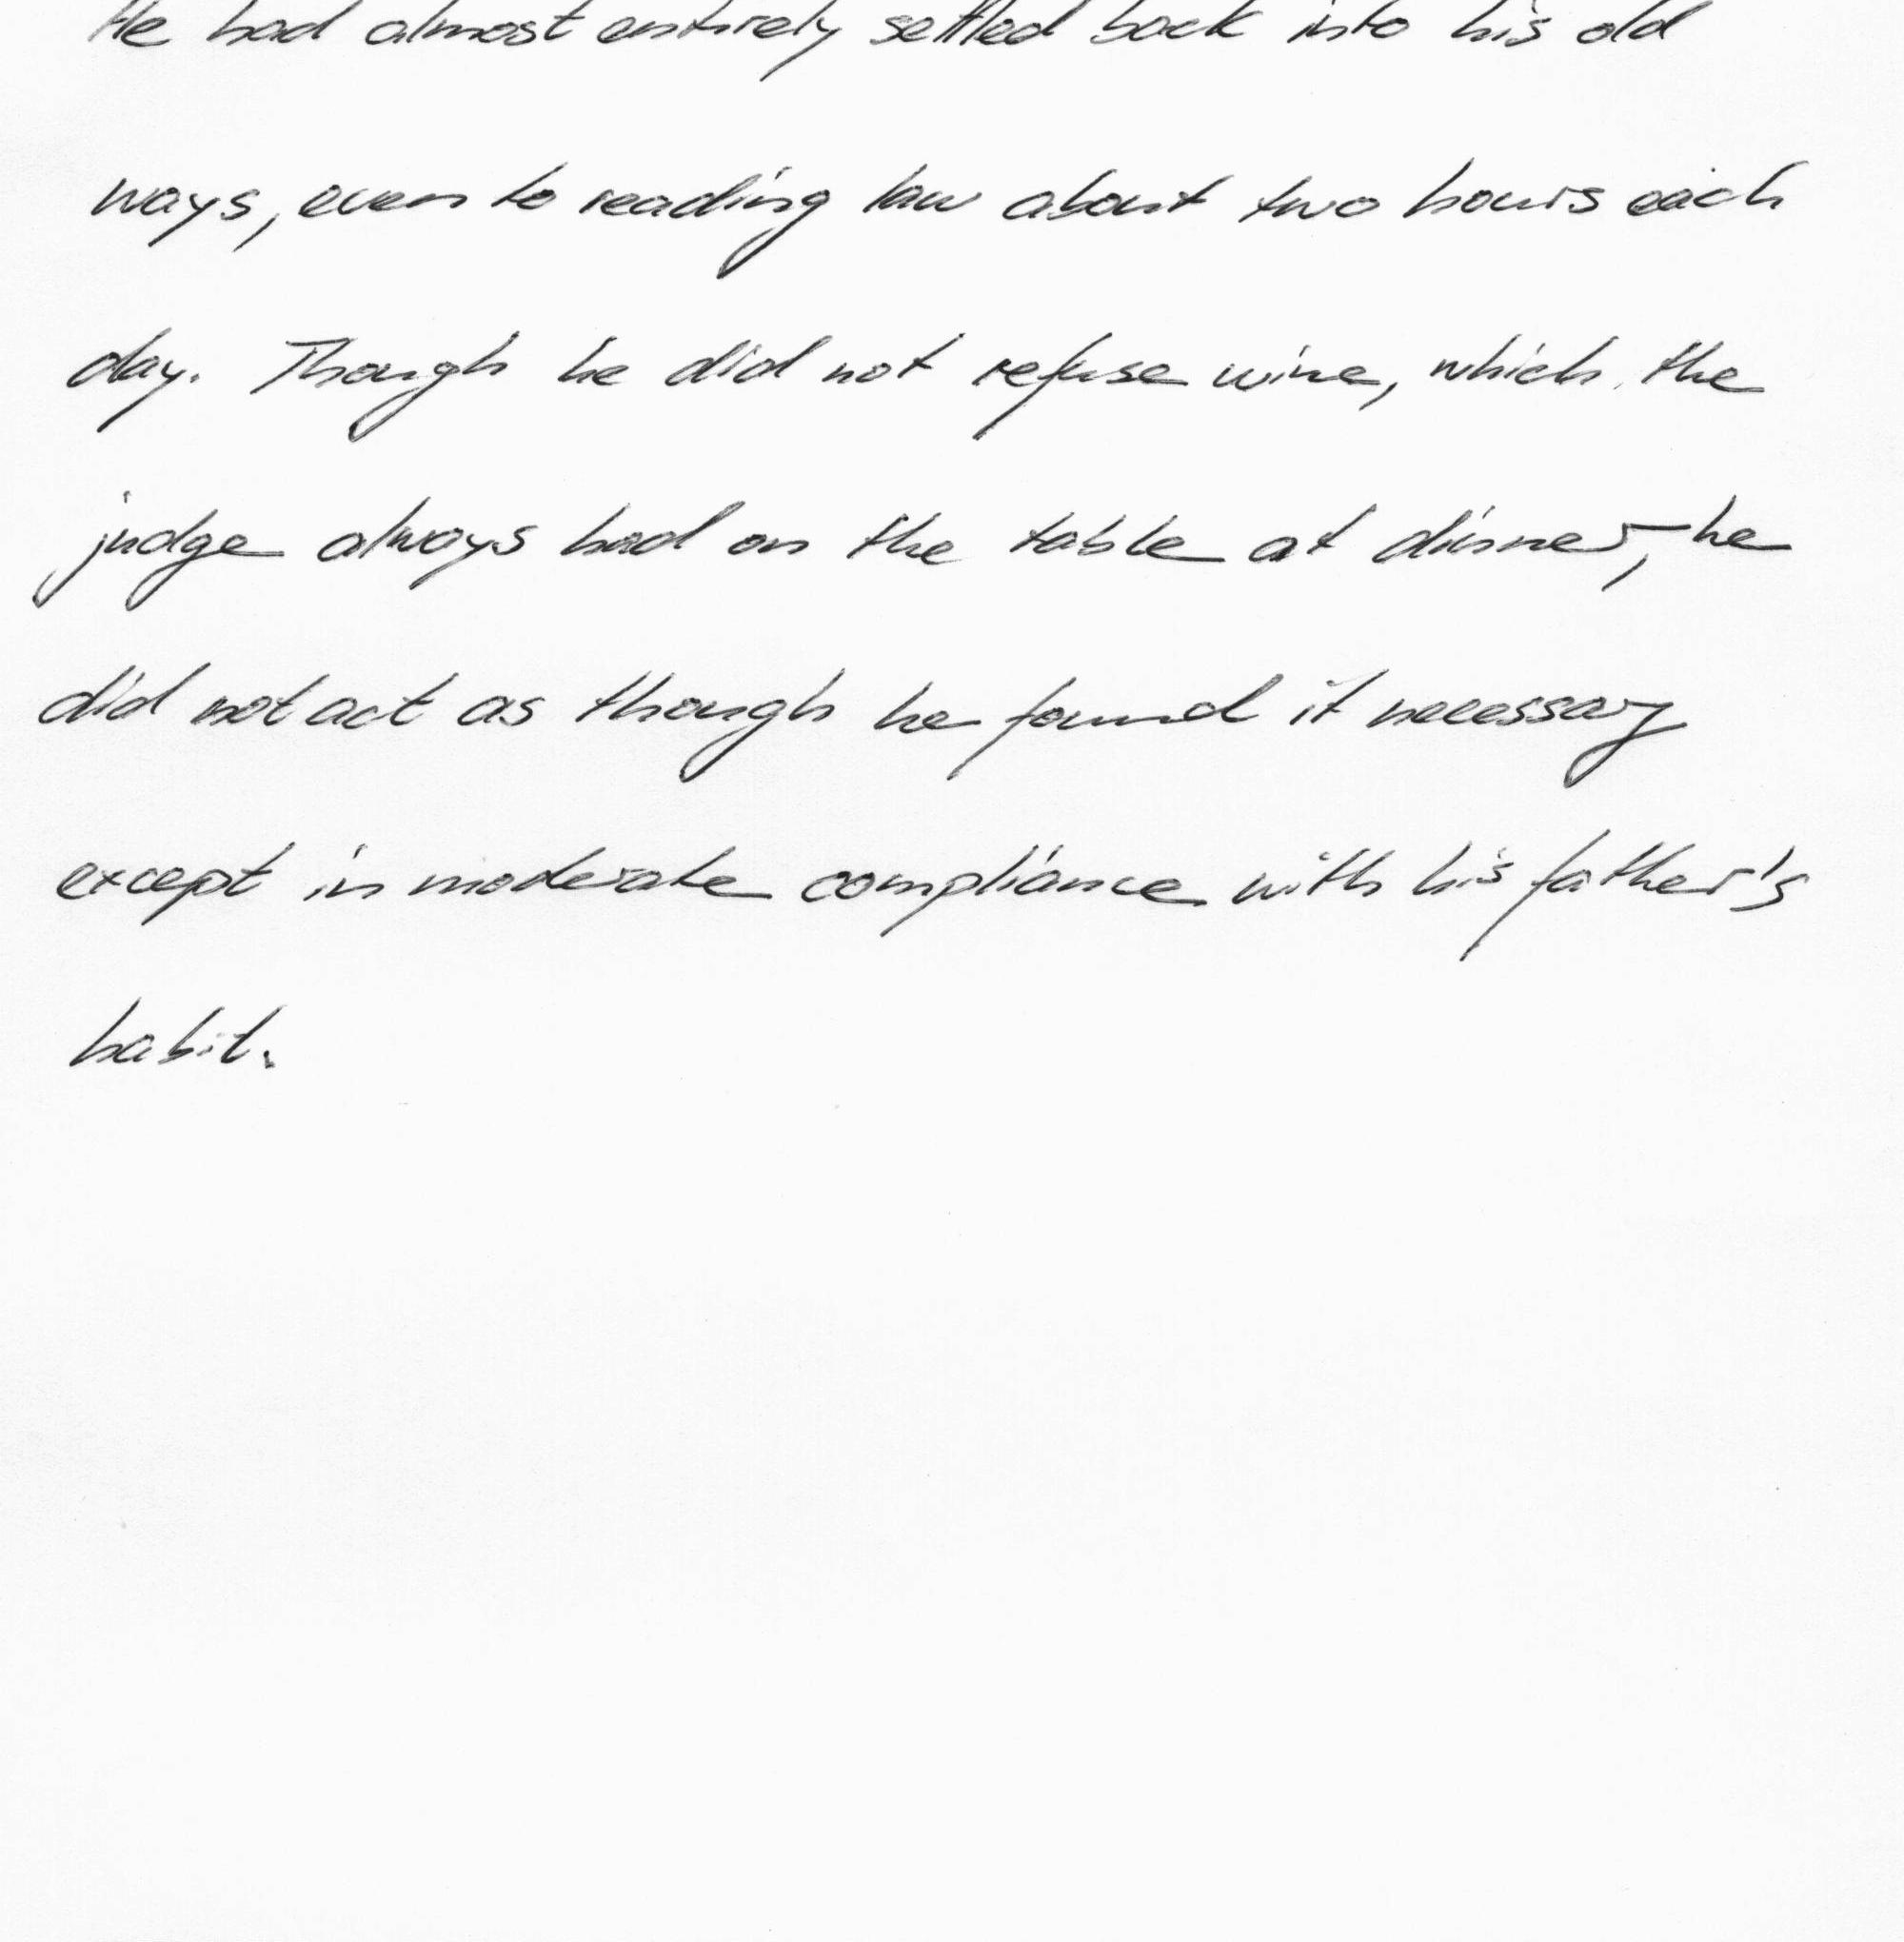 He had almost entirely settled back into his old
ways, even to reading law about two hours each
day. Though he did not refuse wine, which the
judge always had on the table at dinner, he
did not act as though he found it necessary
except in moderate compliance with his father's
habit.